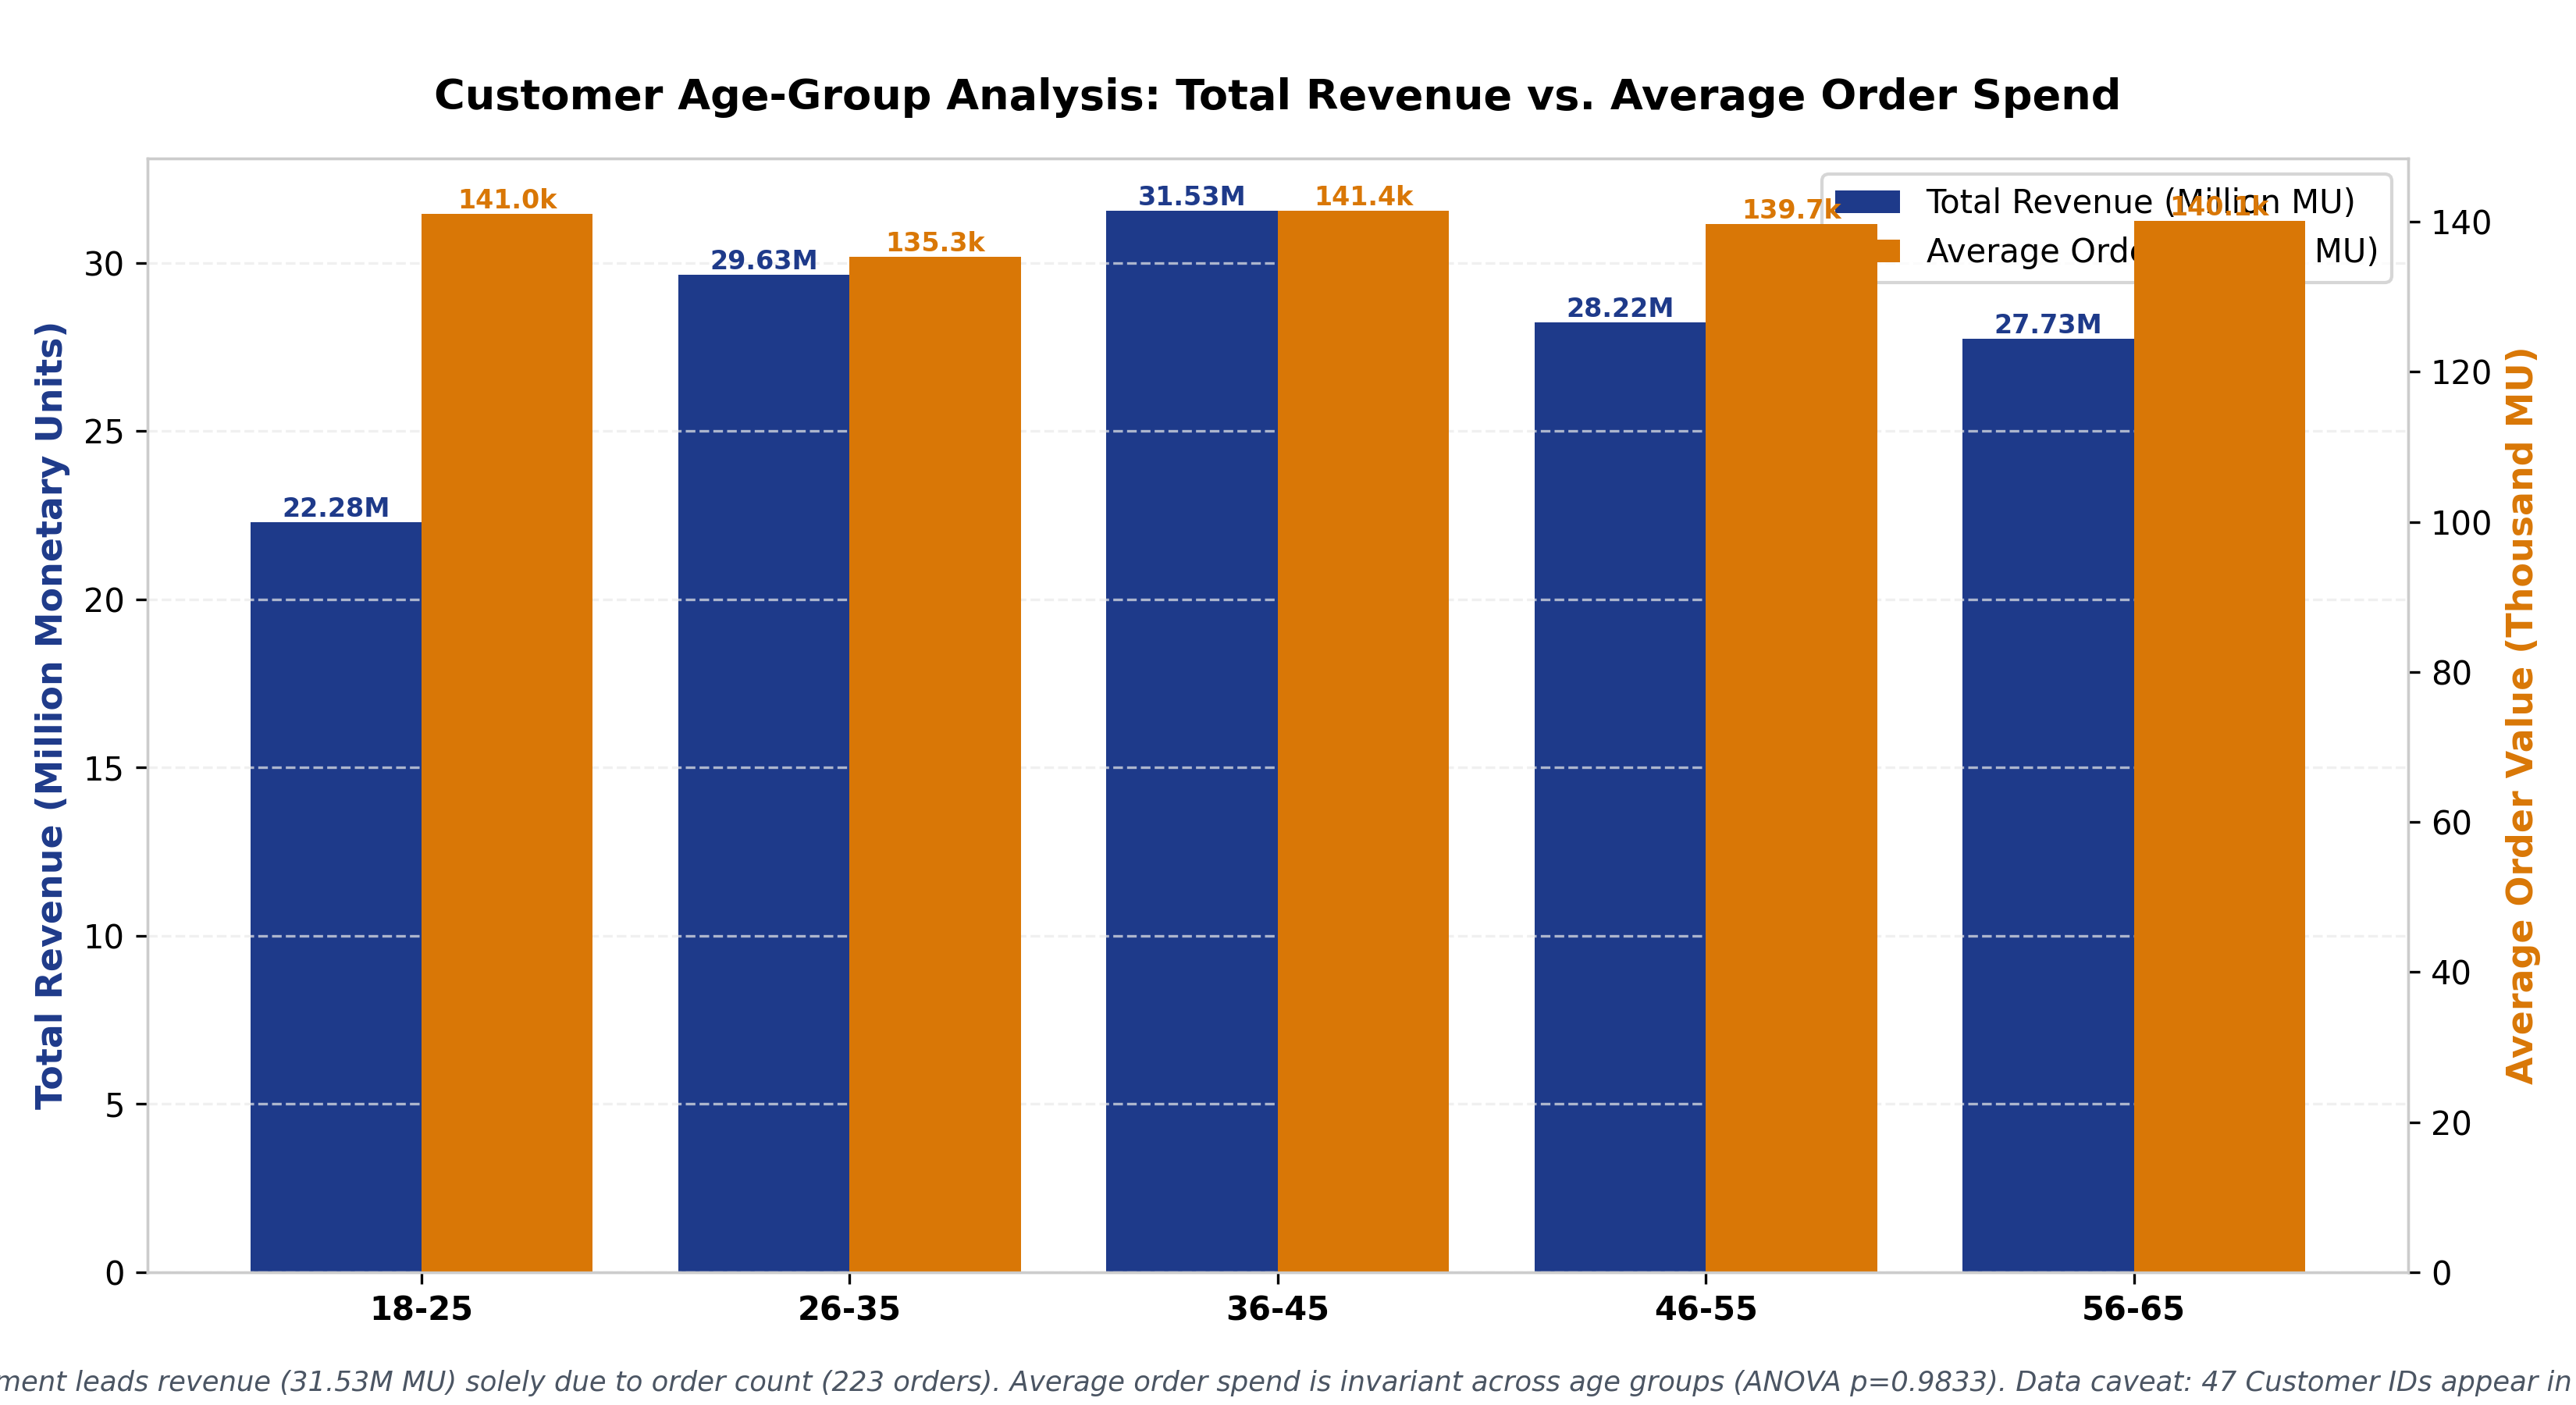 Customer Age-Group Analysis: Total Revenue vs. Average Order Spend
Total Revenue (Million Monetary Units)
0
5
10
15
20
25
30
22.28M
141.0k
29.63M
135.3k
31.53M
141.4k
28.22M
139.7k
27.73M
140.1k
Total Revenue (Million MU)
Average MU)
0
20
40
60
80
100
120
140
Average Order Value (Thousand MU)
18-25
26-35
36-45
46-55
56-65
leads revenue (31.53M MU) solely due to order count (223 orders). Average order spend is invariant across age groups (ANOVA p=0.9833). Data caveat: 47 Customer IDs appear in